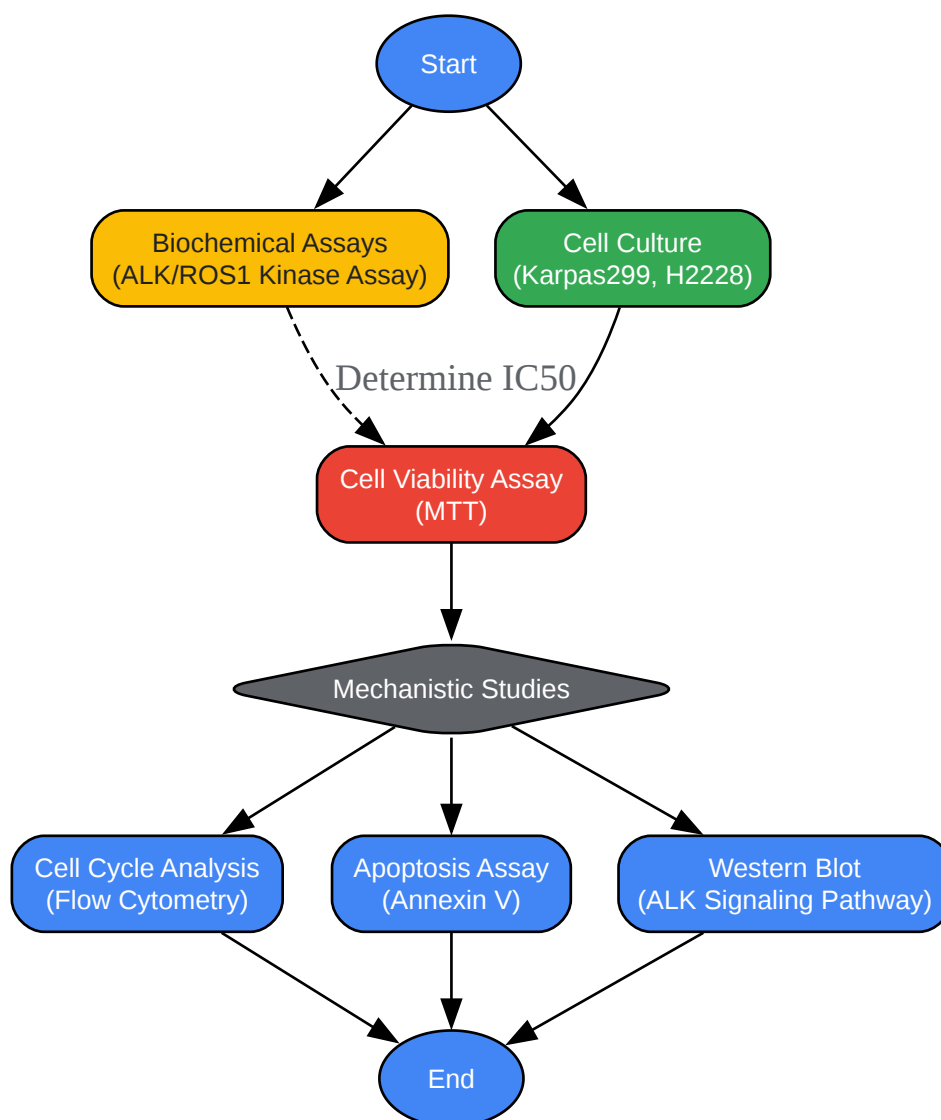 Start
Biochemical Assays
(ALK/ROS1 Kinase Assay)
Cell Culture
(Karpas299, H2228)
Determine IC50
Cell Viability Assay
(MTT)
Mechanistic Studies
Cell Cycle Analysis
(Flow Cytometry)
Apoptosis Assay
(Annexin V)
Western Blot
(ALK Signaling Pathway)
End